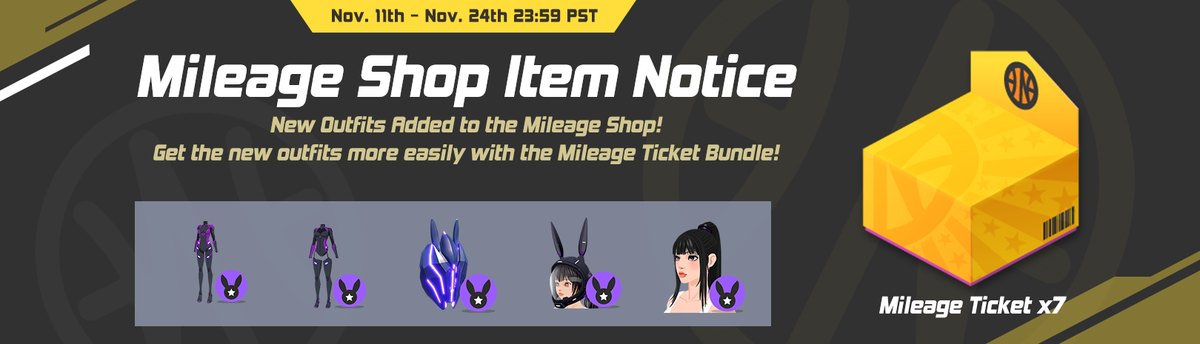 Nov. 11th - Nov. 24th 23:59 PST
Mileage Shop Item Notice
New Outfits Added to the Mileage Shop!
Get the new outfits more easily with the Mileage Ticket Bundle!
Mileage Ticket x7